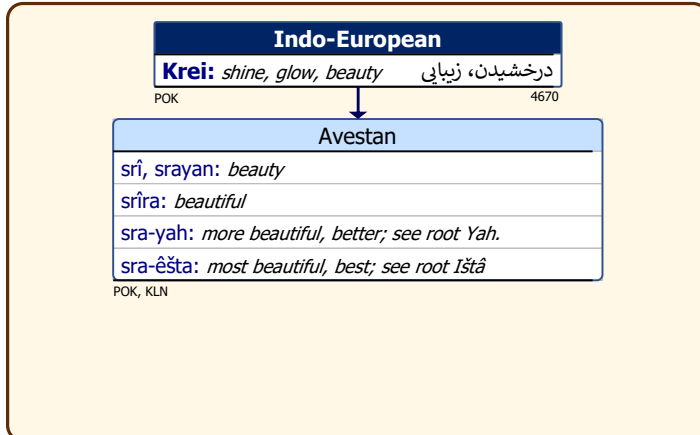 Indo-European
Krei: shine, glow, beauty درخشیدن، زیبایی
POK 4670
Avestan
srî, srayan: beauty
srîra: beautiful
sra-yah: more beautiful, better; see root Yah.
sra-êšta: most beautiful, best; see root Ištâ
POK, KLN